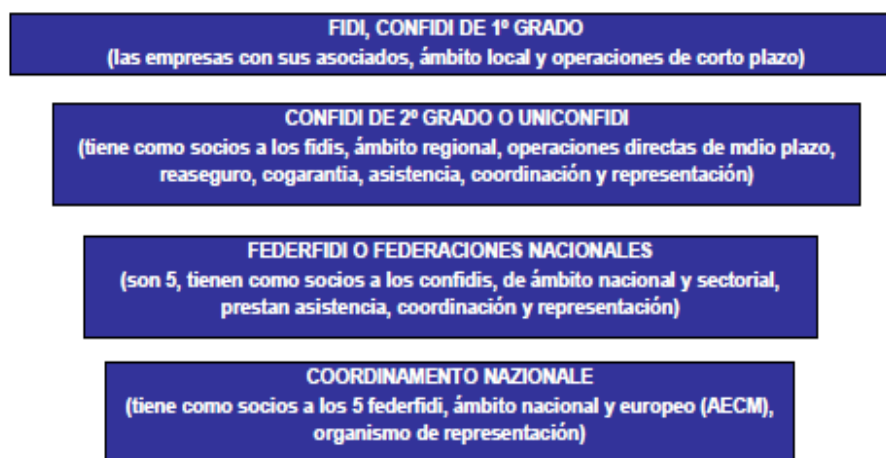 FIDI, CONFIDI DE 1º GRADO
(las empresas con sus asociados, ámbito local y operaciones de corto plazo)
CONFIDI DE 2º GRADO O UNICONFIDI
(tiene como socios a los fidis, ámbito regional, operaciones directas de mdio plazo,
reaseguro, cogarantia, asistencia, coordinación y representación)
FEDERFIDI O FEDERACIONES NACIONALES
(son 5, tienen como socios a los confidis, de ámbito nacional y sectorial,
prestan asistencia, coordinación y representación)
COORDINAMENTO NAZIONALE
(tiene como socios a los 5 federfidi, ámbito nacional y europeo (AECM),
organismo de representación)